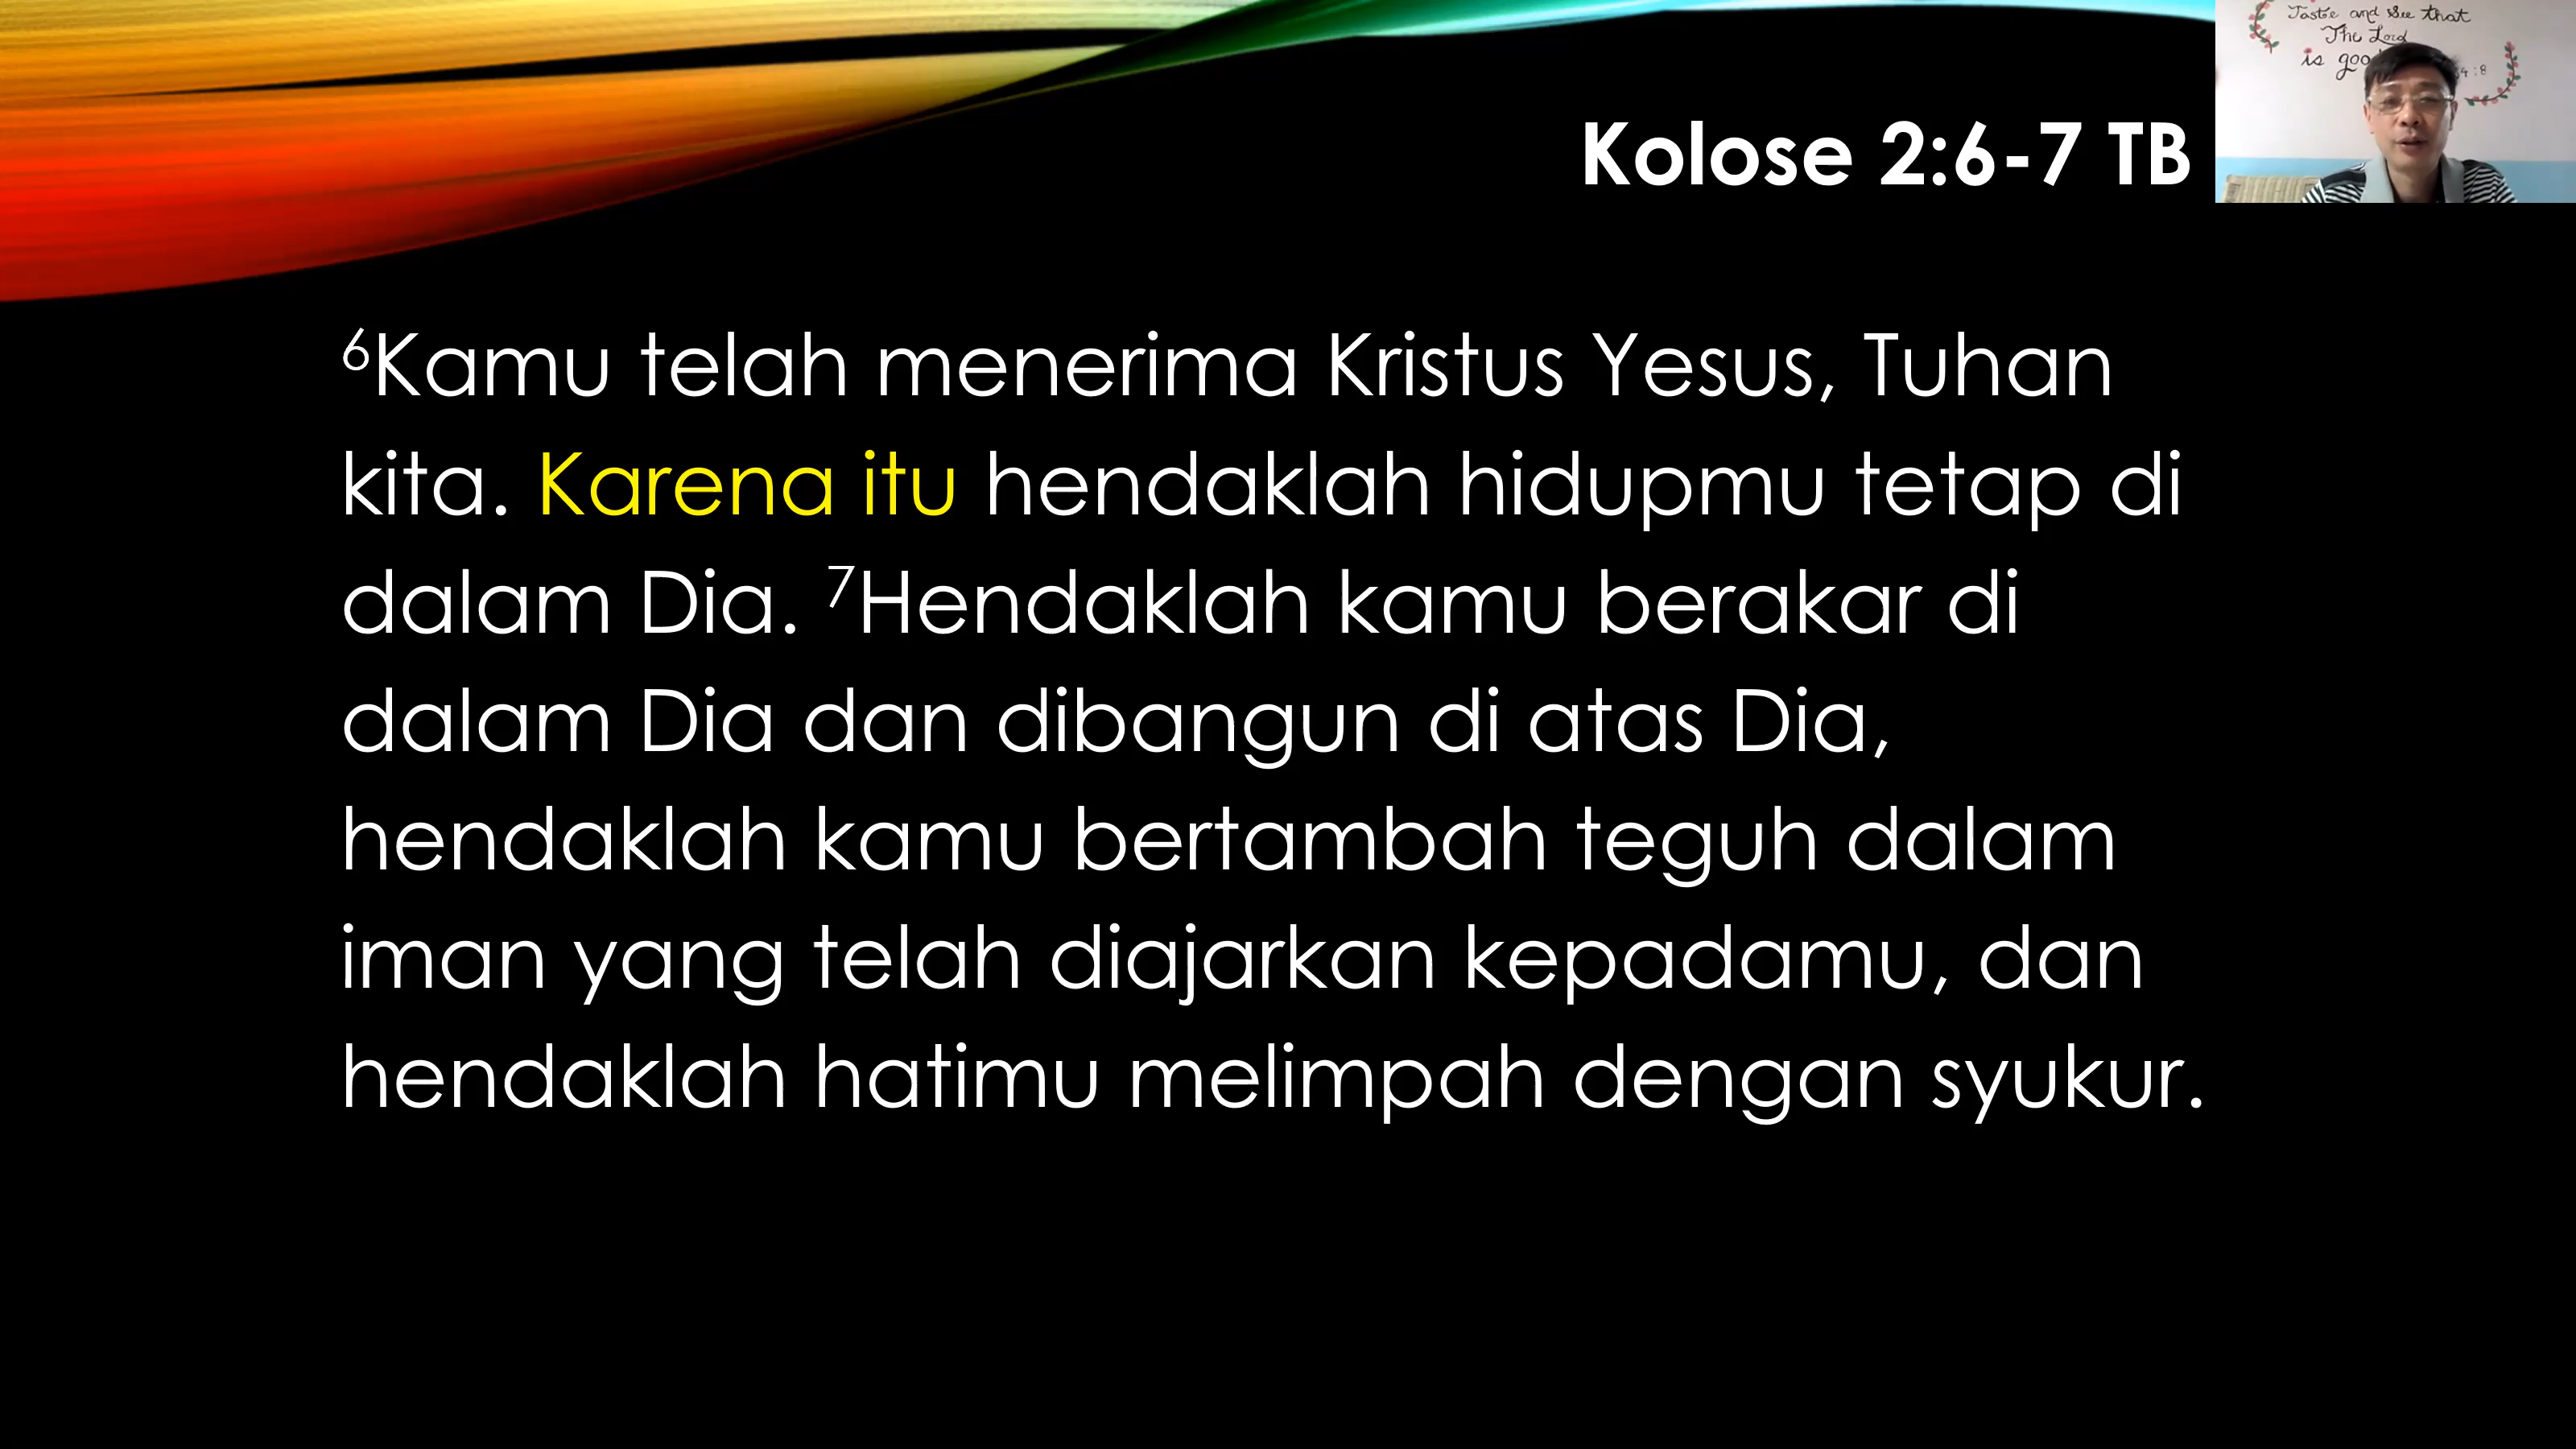 Taste and See that
The Lord
is
4:8
Kolose 2:6-7 TB
⁶Kamu telah menerima Kristus Yesus, Tuhan
kita. Karena itu hendaklah hidupmu tetap di
dalam Dia. ⁷Hendaklah kamu berakar di
dalam Dia dan dibangun di atas Dia,
hendaklah kamu bertambah teguh dalam
iman yang telah diajarkan kepadamu, dan
hendaklah hatimu melimpah dengan syukur.